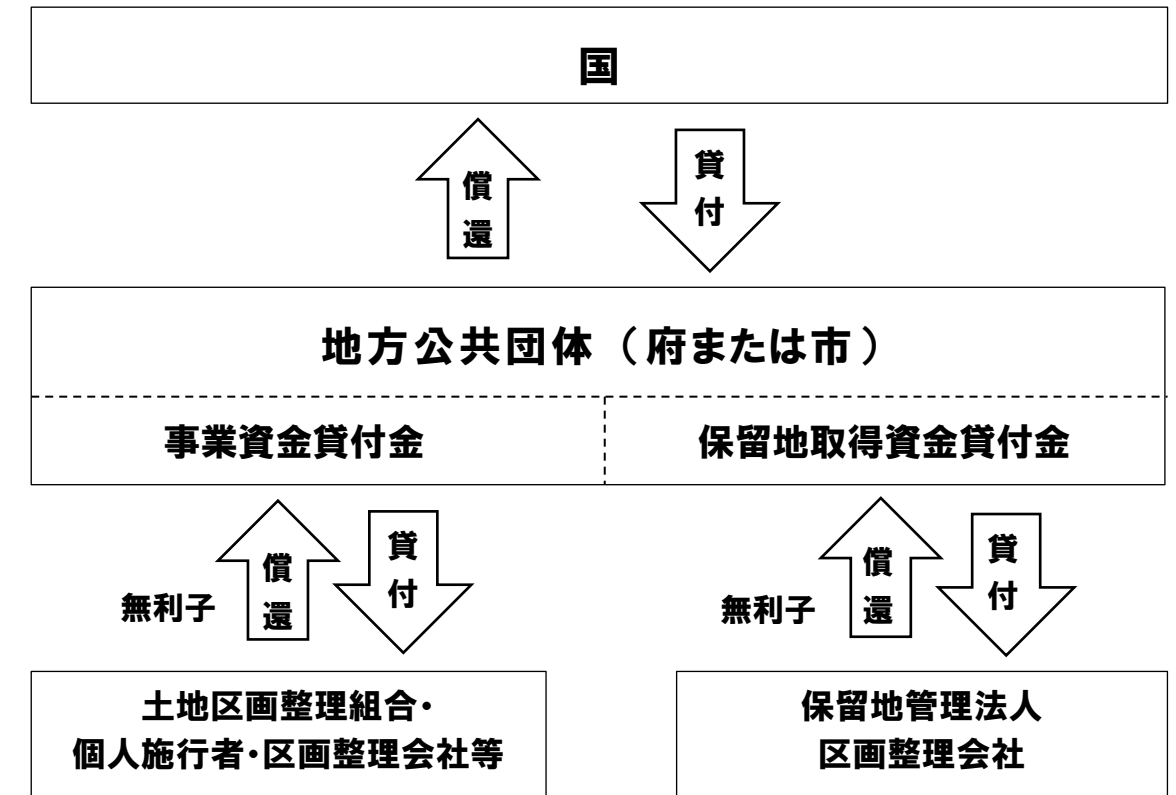 国
償還
貸付
地方公共団体（府または市）
事業資金貸付金
保留地取得資金貸付金
無利子
償還
貸付
無利子
償還
貸付
土地区画整理組合・
個人施行者・区画整理会社等
保留地管理法人
区画整理会社